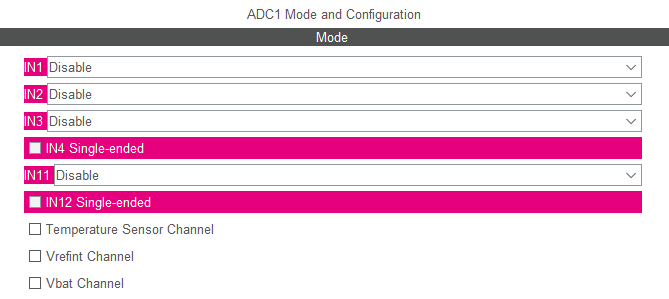 ADC1 Mode and Configuration
Mode
IN1 Disable
IN2 Disable
IN3 Disable
IN4 Single-ended
IN11 Disable
IN12 Single-ended
Temperature Sensor Channel
Vrefint Channel
Vbat Channel